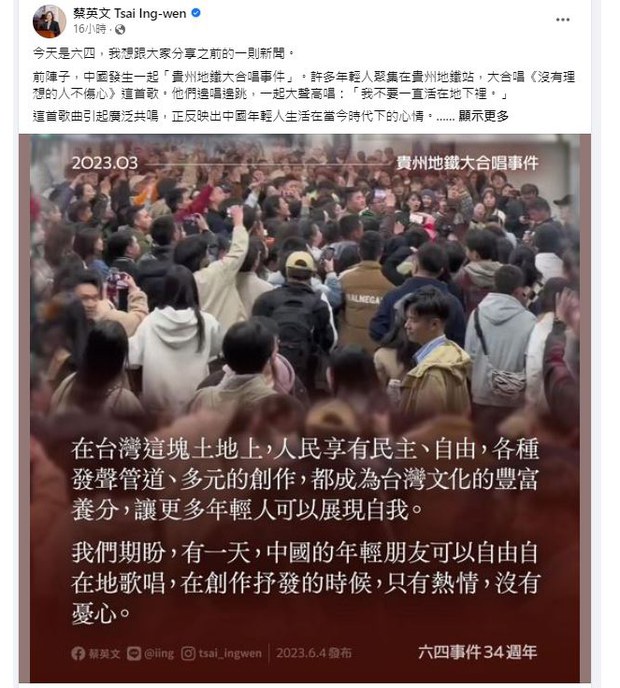 蔡英文 Tsai Ing-wen
16小時 ·
今天是六四，我想跟大家分享之前的一則新聞。
前陣子，中國發生一起「貴州地鐵大合唱事件」。許多年輕人聚集在貴州地鐵站，大合唱《沒有理
想的人不傷心》這首歌。他們邊唱邊跳，一起大聲高唱：「我不要一直活在地下裡。」
這首歌曲引起廣泛共鳴，正反映出中國年輕人生活在當今時代下的心情。...... 顯示更多
2023.03 貴州地鐵大合唱事件
ALNEGA
在台灣這塊土地上，人民享有民主、自由，各種
發聲管道、多元的創作，都成為台灣文化的豐富
養分，讓更多年輕人可以展現自我。
我們期盼，有一天，中國的年輕朋友可以自由自
在地歌唱，在創作抒發的時候，只有熱情，沒有
憂心。
蔡英文 @iing tsai_ingwen | 2023.6.4 發布 六四事件34週年